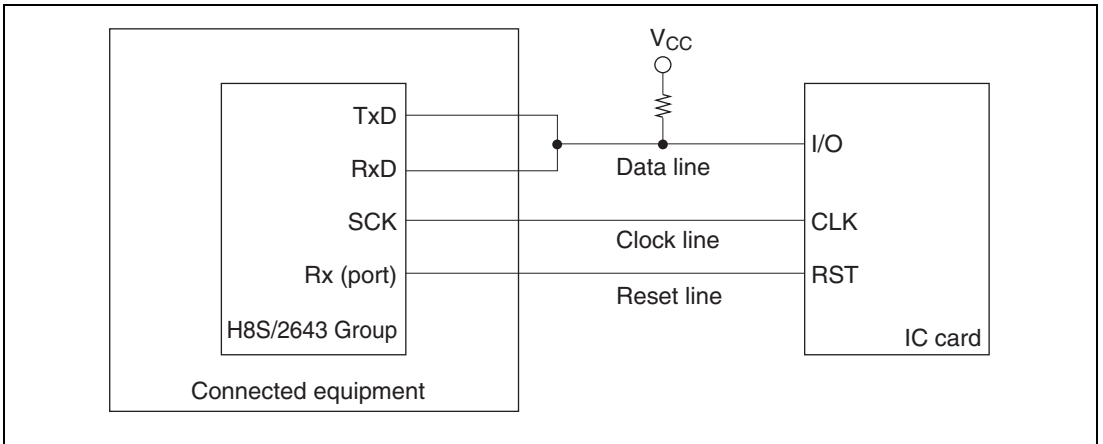 VCC
TxD
RxD
SCK
Rx (port)
H8S/2643 Group
Connected equipment
Data line
Clock line
Reset line
I/O
CLK
RST
IC card